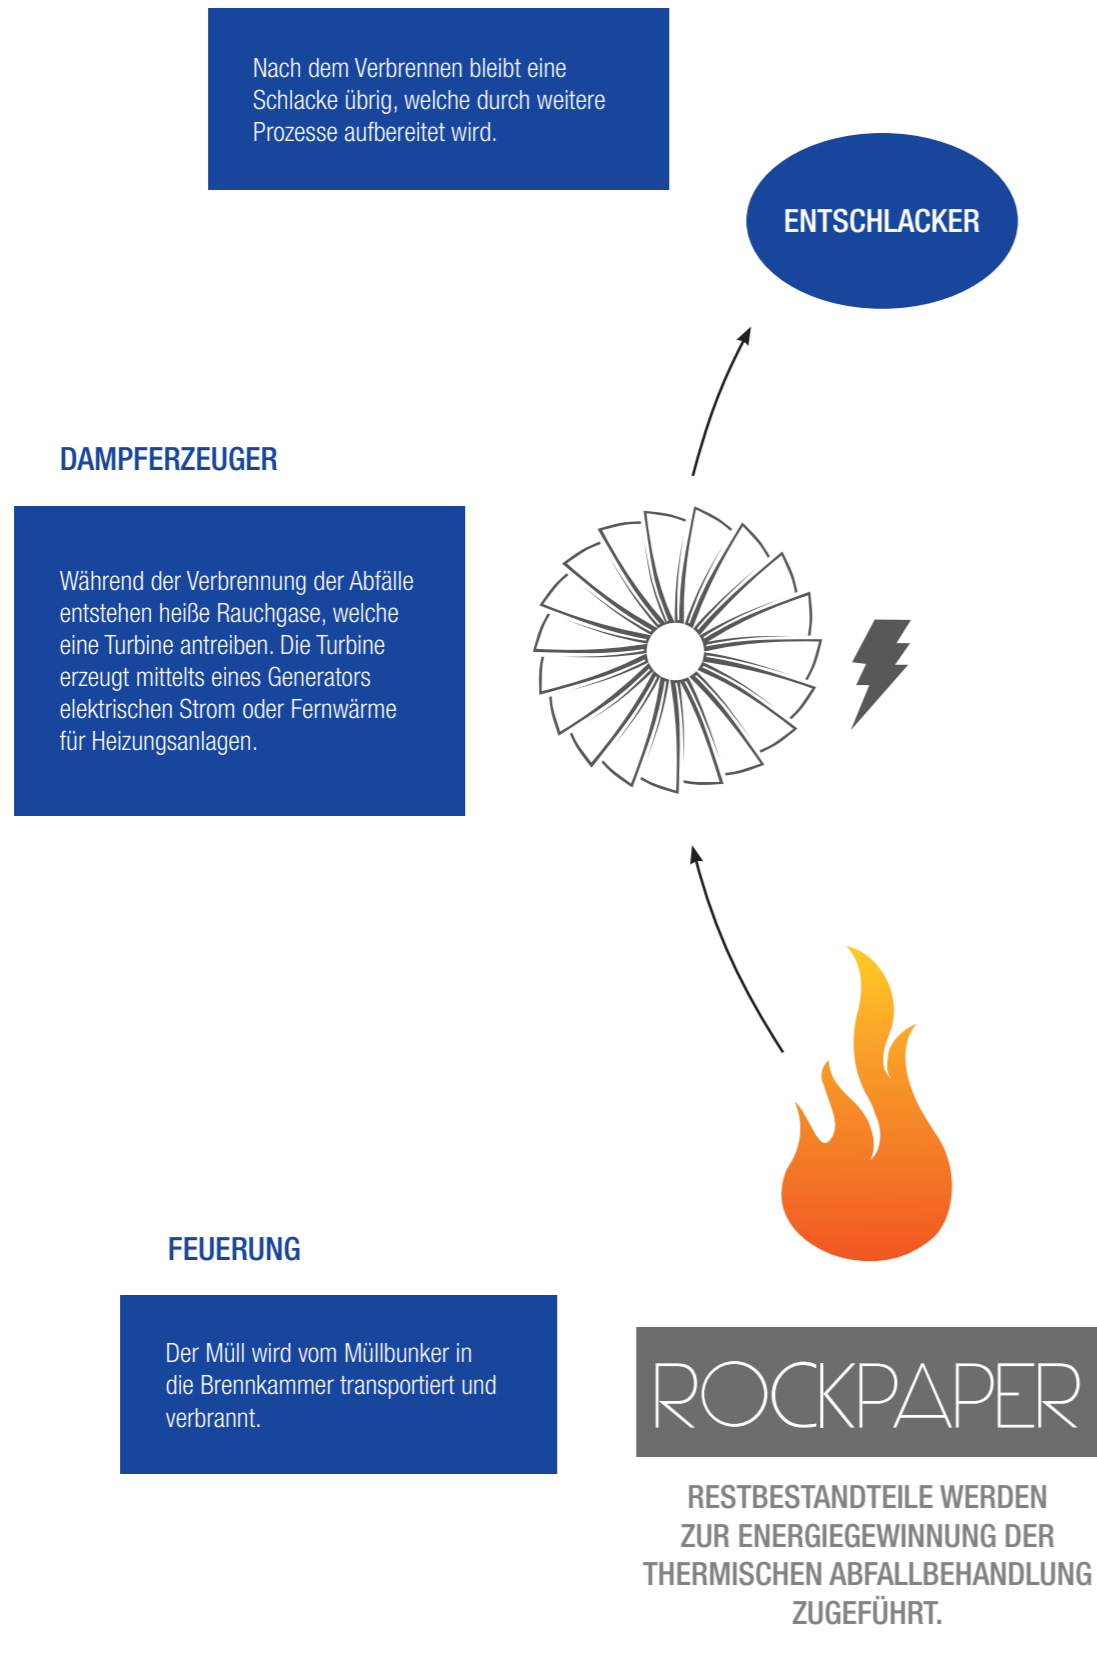 Nach dem Verbrennen bleibt eine
Schlacke übrig, welche durch weitere
Prozesse aufbereitet wird.
ENTSCHLACKER
DAMPFERZEUGER
Während der Verbrennung der Abfälle
entstehen heiße Rauchgase, welche
eine Turbine antreiben. Die Turbine
erzeugt mittelts eines Generators
elektrischen Strom oder Fernwärme
für Heizungsanlagen.
FEUERUNG
Der Müll wird vom Müllbunker in
die Brennkammer transportiert und
verbrannt.
ROCKPAPER
RESTBESTANDTEILE WERDEN
ZUR ENERGIEGEWINNUNG DER
THERMISCHEN ABFALLBEHANDLUNG
ZUGEFÜHRT.